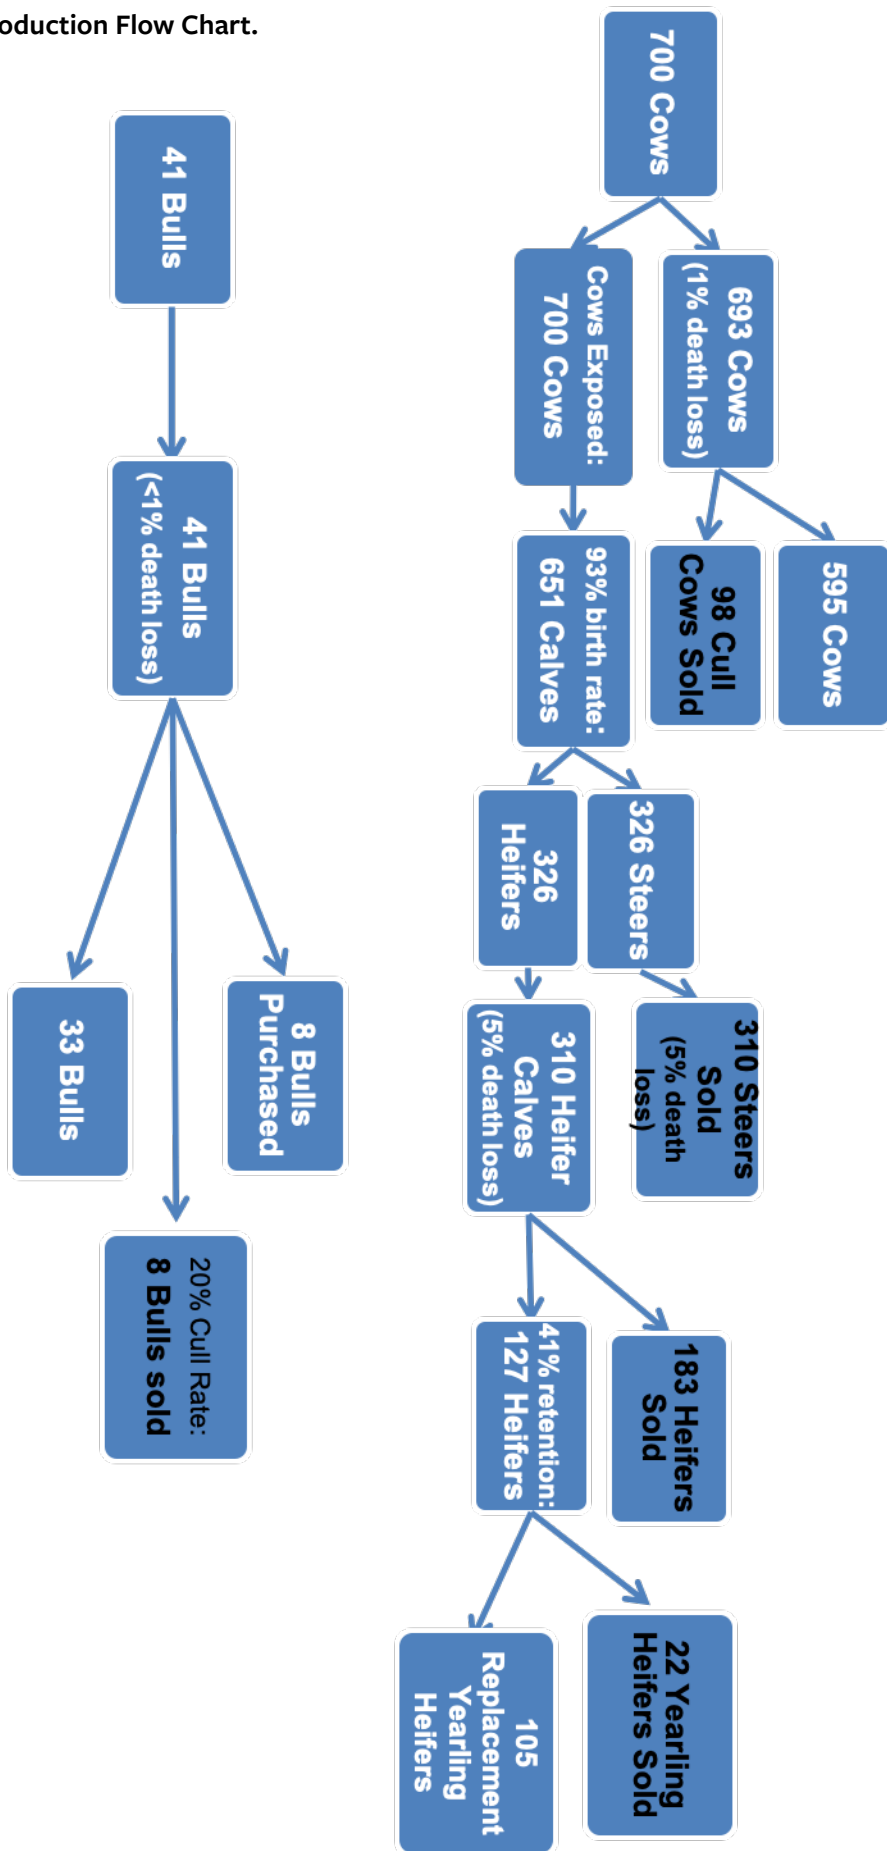 oduction Flow Chart.
700 Cows
693 Cows
(1% death loss)
595 Cows
98 Cull
Cows Sold
Cows Exposed:
700 Cows
93% birth rate:
651 Calves
326 Steers
310 Steers
Sold
(5% death
loss)
326
Heifers
310 Heifer
Calves
(5% death loss)
183 Heifers
Sold
41% retention:
127 Heifers
22 Yearling
Heifers Sold
105
Replacement
Yearling
Heifers
41 Bulls
41 Bulls
(<1% death loss)
8 Bulls
Purchased
20% Cull Rate:
8 Bulls sold
33 Bulls